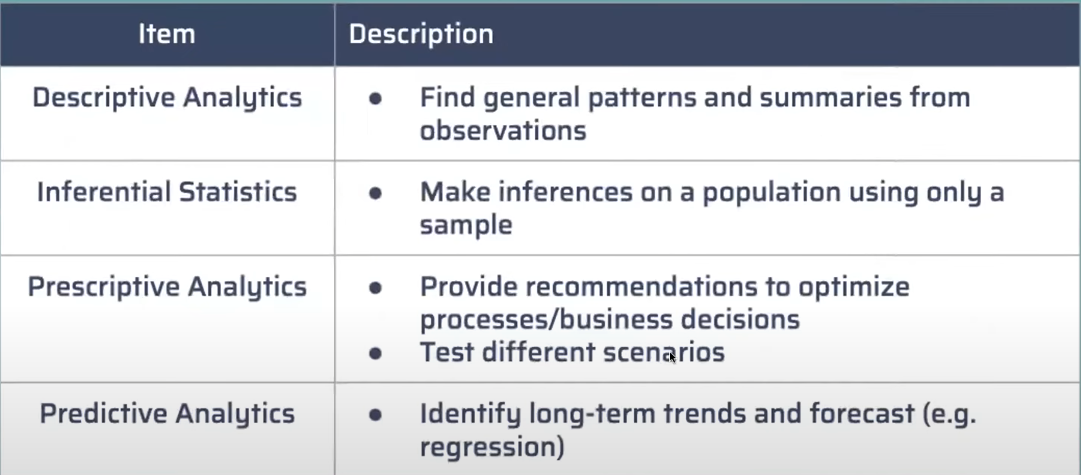 Item
Description
Descriptive Analytics
● Find general patterns and summaries from
observations
Inferential Statistics
● Make inferences on a population using only a
sample
Prescriptive Analytics
● Provide recommendations to optimize
processes/business decisions
● Test different scenarios
Predictive Analytics
● Identify long-term trends and forecast (e.g.
regression)